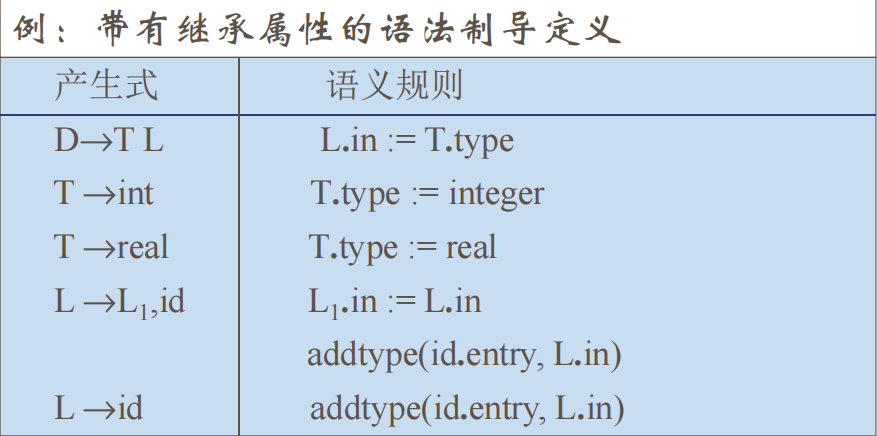 例：带有继承属性的语法制导定义
产生式 语义规则
D→T L L.in := T.type
T →int T.type := integer
T →real T.type := real
L →L₁,id L₁.in := L.in
addtype(id.entry, L.in)
L →id addtype(id.entry, L.in)